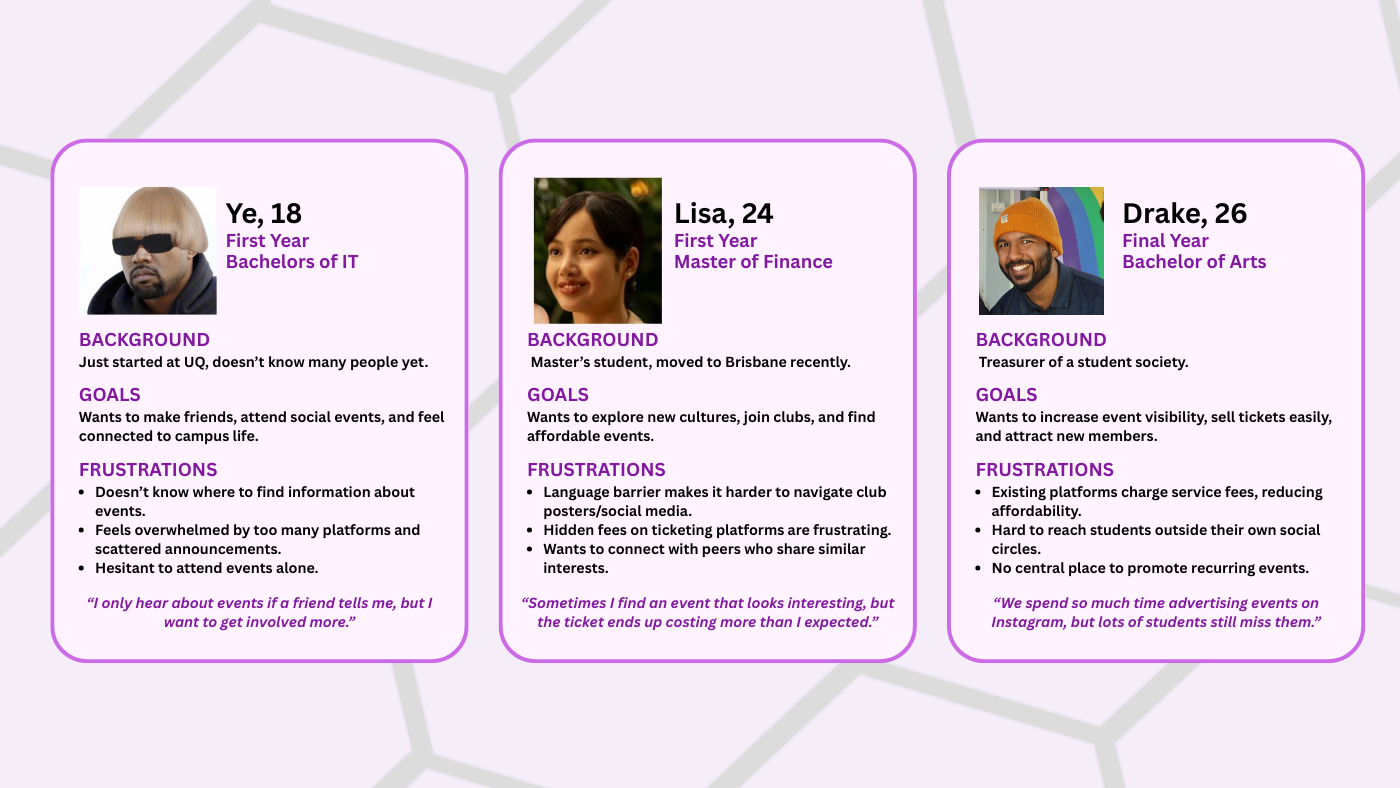 Ye, 18
First Year
Bachelors of IT
BACKGROUND
Just started at UQ, doesn’t know many people yet.
GOALS
Wants to make friends, attend social events, and feel
connected to campus life.
FRUSTRATIONS
• Doesn’t know where to find information about
events.
• Feels overwhelmed by too many platforms and
scattered announcements.
• Hesitant to attend events alone.
“I only hear about events if a friend tells me, but I
want to get involved more.”
Lisa, 24
First Year
Master of Finance
BACKGROUND
Master’s student, moved to Brisbane recently.
GOALS
Wants to explore new cultures, join clubs, and find
affordable events.
FRUSTRATIONS
• Language barrier makes it harder to navigate club
posters/social media.
• Hidden fees on ticketing platforms are frustrating.
• Wants to connect with peers who share similar
interests.
“Sometimes I find an event that looks interesting, but
the ticket ends up costing more than I expected.”
Drake, 26
Final Year
Bachelor of Arts
BACKGROUND
Treasurer of a student society.
GOALS
Wants to increase event visibility, sell tickets easily,
and attract new members.
FRUSTRATIONS
• Existing platforms charge service fees, reducing
affordability.
• Hard to reach students outside their own social
circles.
• No central place to promote recurring events.
“We spend so much time advertising events on
Instagram, but lots of students still miss them.”